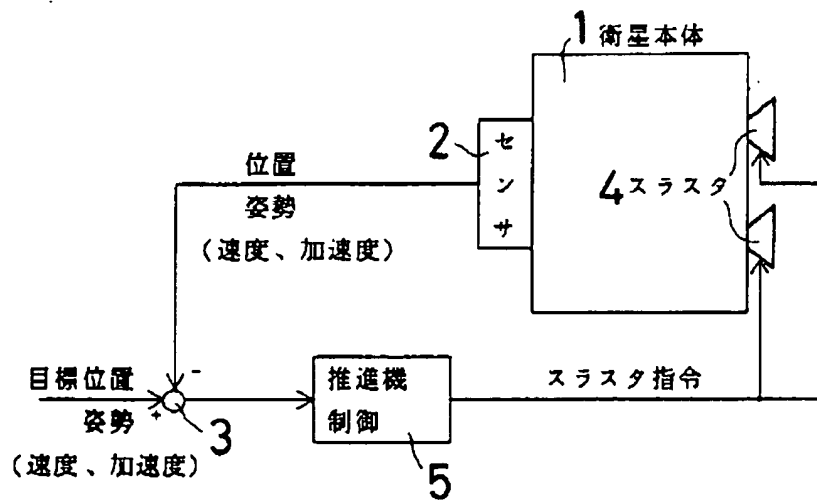 1 衛星本体
2
センサ
位置
姿勢
(速度、加速度)
4 スラスタ
目標位置
姿勢
(速度、加速度)
-
+
3
推進機
制御
5
スラスタ指令